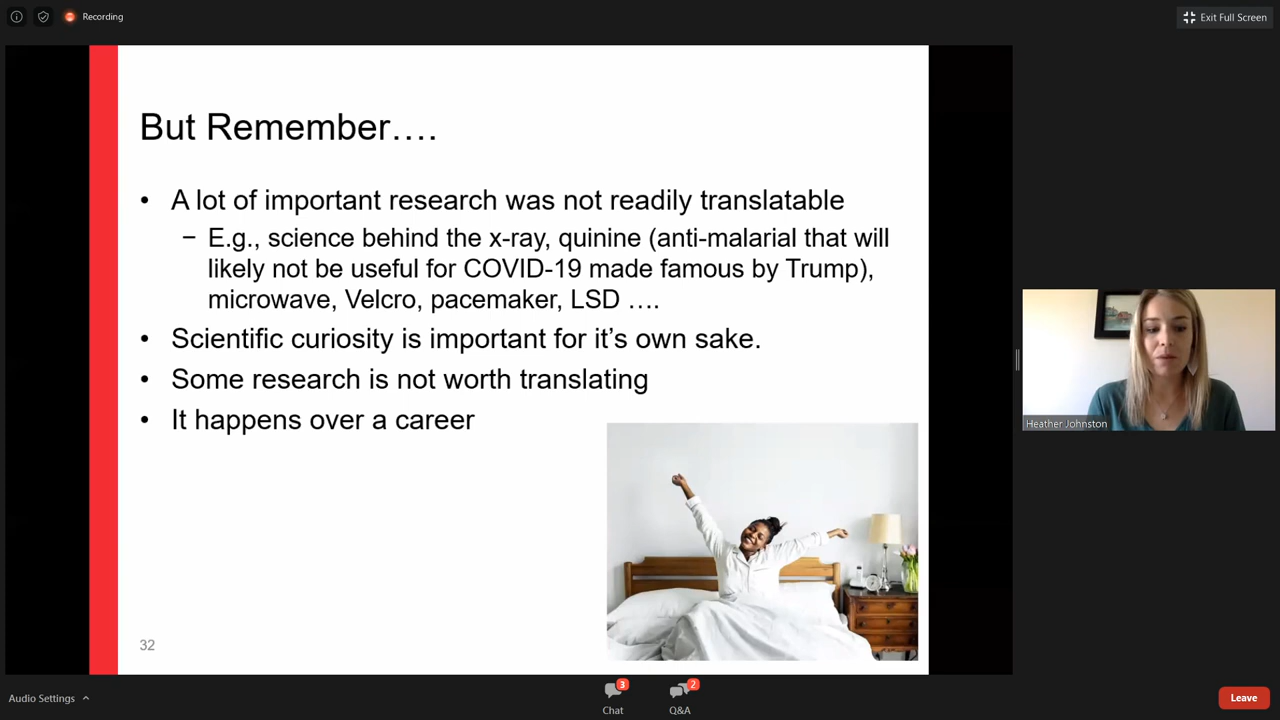 Recording
Exit Full Screen
But Remember….
• A lot of important research was not readily translatable
– E.g., science behind the x-ray, quinine (anti-malarial that will
likely not be useful for COVID-19 made famous by Trump),
microwave, Velcro, pacemaker, LSD ….
• Scientific curiosity is important for it's own sake.
• Some research is not worth translating
• It happens over a career
Heather Johnston
32
Audio Settings
3
Chat
2
Q&A
Leave